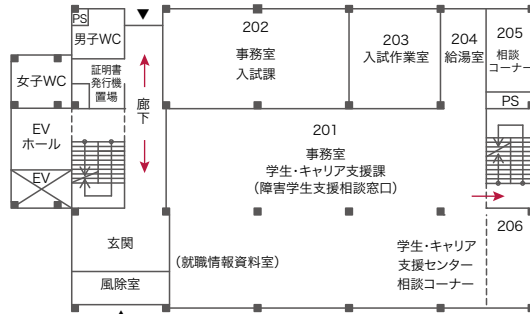 PS
男子WC
女子WC
証明書
発行機
置場
廊下
EV
ホール
EV
玄関
風除室
202
事務室
入試課
203
入試作業室
204
給湯室
205
相談
コーナー
PS
201
事務室
学生・キャリア支援課
(障害学生支援相談窓口)
(就職情報資料室)
学生・キャリア
支援センター
相談コーナー
206